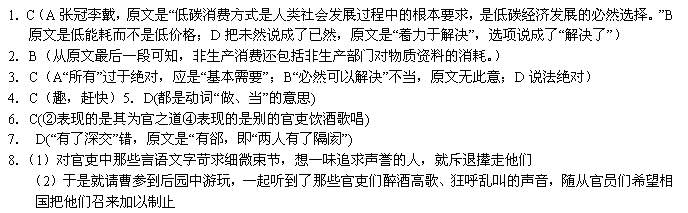 1. C（A 张冠李戴，原文是“低碳消费方式是人类社会发展过程中的根本要求，是低碳经济发展的必然选择。”B
原文是低能耗而不是低价格；D 把未然说成了已然，原文是“着力于解决”，选项说成了“解决了”）
2. B（从原文最后一段可知，非生产消费还包括非生产部门对物质资料的消耗。）
3. C（A“所有”过于绝对，应是“基本需要”；B“必然可以解决”不当，原文无此意；D 说法绝对）
4. C（趣，赶快）5. D(都是动词“做、当”的意思)
6. C(②表现的是其为官之道④表现的是别的官吏饮酒歌唱)
7. D(“有了深交”错，原文是“有郤，即“两人有了隔阂”)
8.（1）对官吏中那些言语文字苛求细微末节，想一味追求声誉的人，就斥退撵走他们
（2）于是就请曹参到后园中游玩，一起听到了那些官吏们醉酒高歌、狂呼乱叫的声音，随从官员们希望相
国把他们召来加以制止